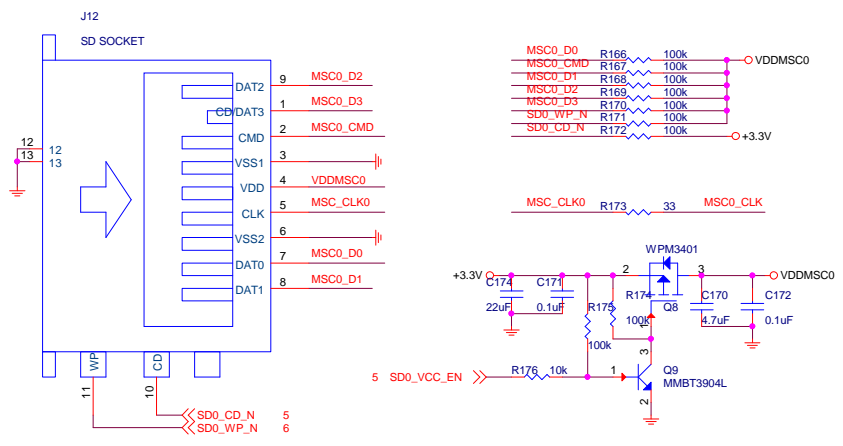 J12
SD SOCKET
DAT2 9 MSC0_D2
CD/DAT3 1 MSC0_D3
CMD 2 MSC0_CMD
VSS1 3
VDD 4 VDDMSC0
CLK 5 MSC_CLK0
VSS2 6
DAT0 7 MSC0_D0
DAT1 8 MSC0_D1
12 12
13 13
WP CD
11 10
SD0_CD_N 5
SD0_WP_N 6
MSC0_D0 R166 100k VDDMSC0
MSC0_CMD R167 100k
MSC0_D1 R168 100k
MSC0_D2 R169 100k
MSC0_D3 R170 100k
SD0_WP_N R171 100k
SD0_CD_N R172 100k +3.3V
MSC_CLK0 R173 33 MSC0_CLK
WPM3401
+3.3V 2 3 VDDMSC0
C174 C171 R174 C170 C172
22uF 0.1uF R175 Q8 4.7uF 0.1uF
100k 1
100k
3
5 SD0_VCC_EN R176 10k 1 Q9
MMBT3904L
2